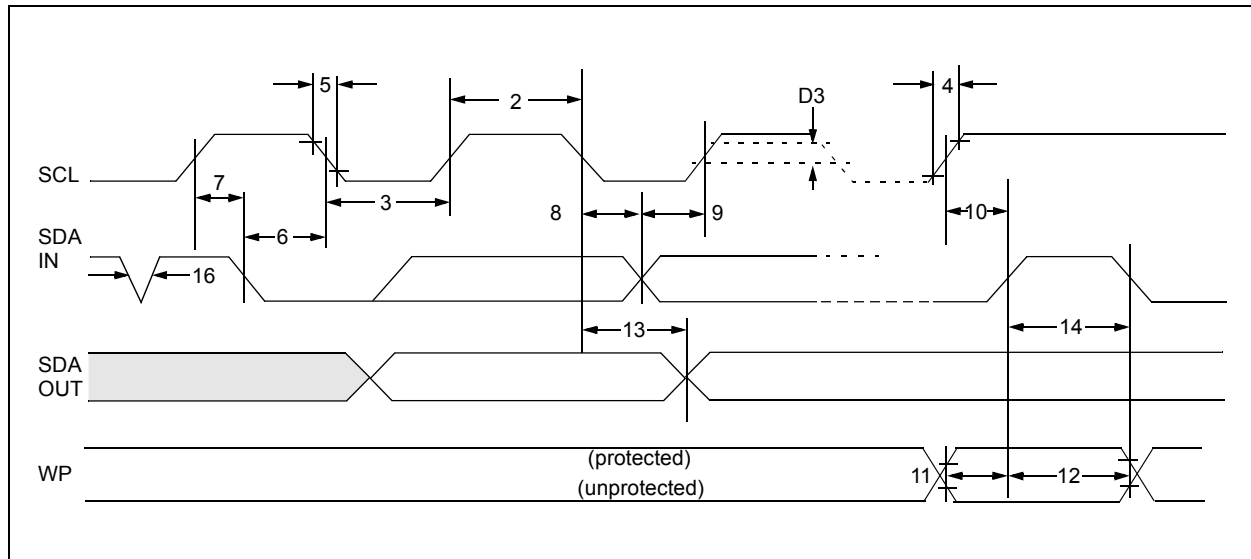 5
2
D3
4
SCL
7
3
8
9
10
6
SDA
IN
16
13
14
SDA
OUT
(protected)
WP
11
12
(unprotected)